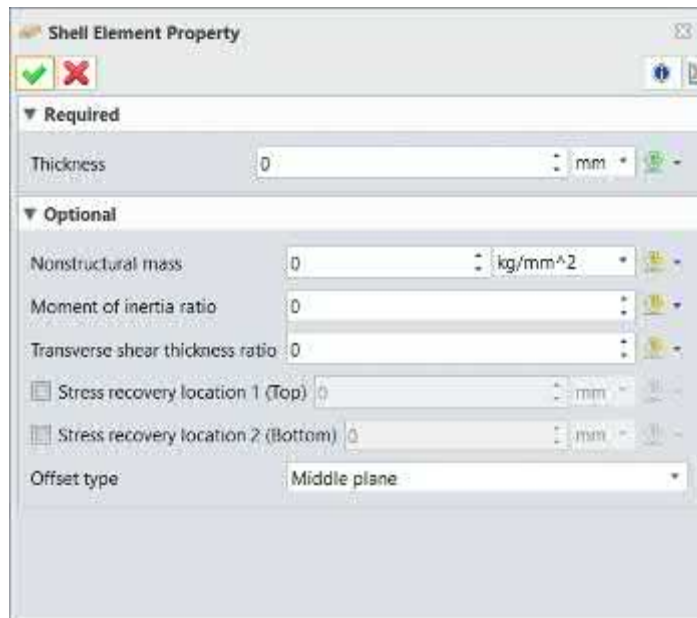 Shell Element Property
Required
Thickness 0 mm
Optional
Nonstructural mass 0 kg/mm^2
Moment of inertia ratio 0
Transverse shear thickness ratio 0
Stress recovery location 1 (Top) 0 mm
Stress recovery location 2 (Bottom) 0 mm
Offset type Middle plane